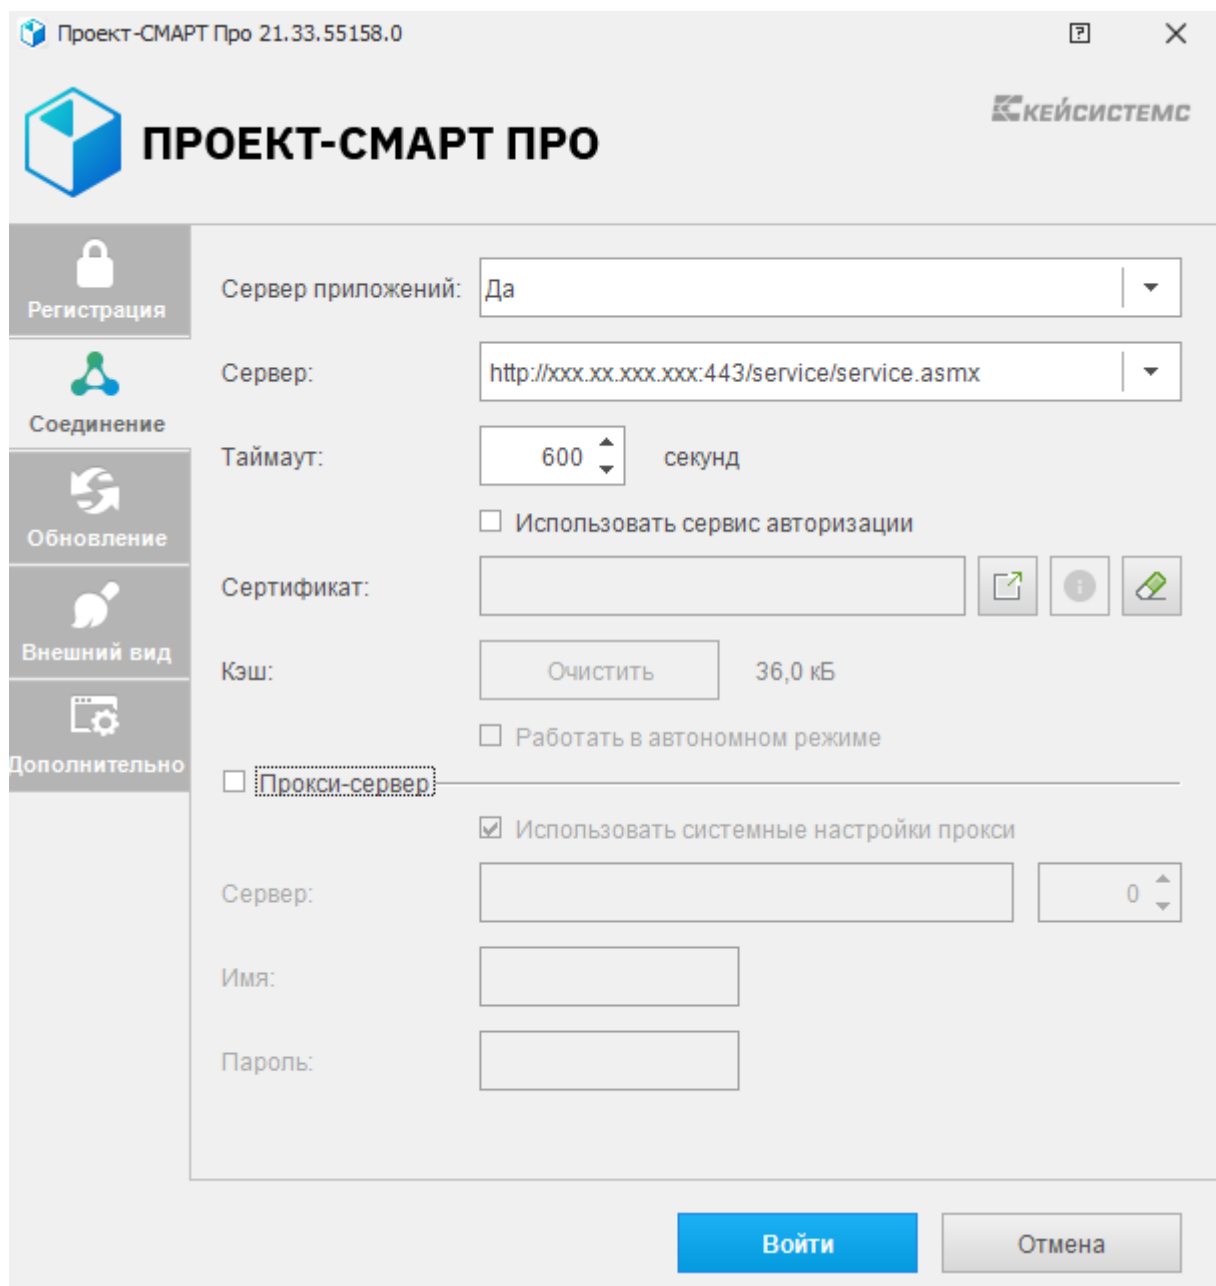 Проект-СМАРТ Про 21.33.55158.0
КЕЙСИСТЕМС
ПРОЕКТ-СМАРТ ПРО
Регистрация
Соединение
Обновление
Внешний вид
Дополнительно
Сервер приложений: Да
Сервер: http://xxx.xx.xxx.xxx:443/service/service.asmx
Таймаут: 600 секунд
Использовать сервис авторизации
Сертификат:
Кэш: Очистить 36,0 кБ
Работать в автономном режиме
Прокси-сервер
Использовать системные настройки прокси
Сервер: 0
Имя:
Пароль:
Войти Отмена